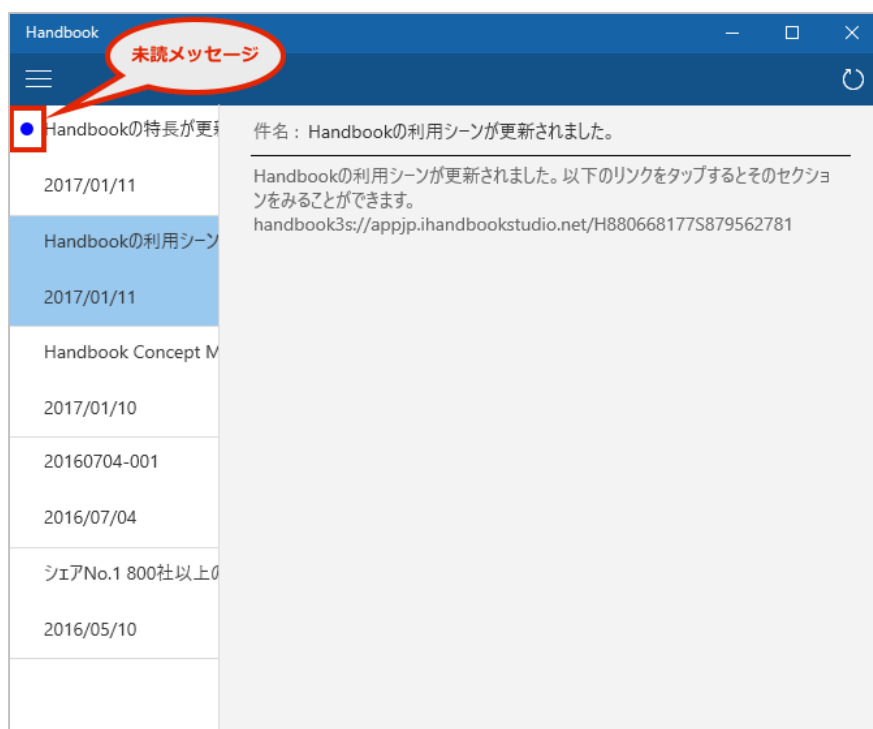 Handbook
未読メッセージ
Handbookの特長が更新
2017/01/11
Handbookの利用シーン
2017/01/11
Handbook Concept M
2017/01/10
20160704-001
2016/07/04
シェアNo.1 800社以上の
2016/05/10
件名 : Handbookの利用シーンが更新されました。
Handbookの利用シーンが更新されました。以下のリンクをタップするとそのセクショ
ンをみることができます。
handbook3s://appjp.ihandbookstudio.net/H880668177S879562781